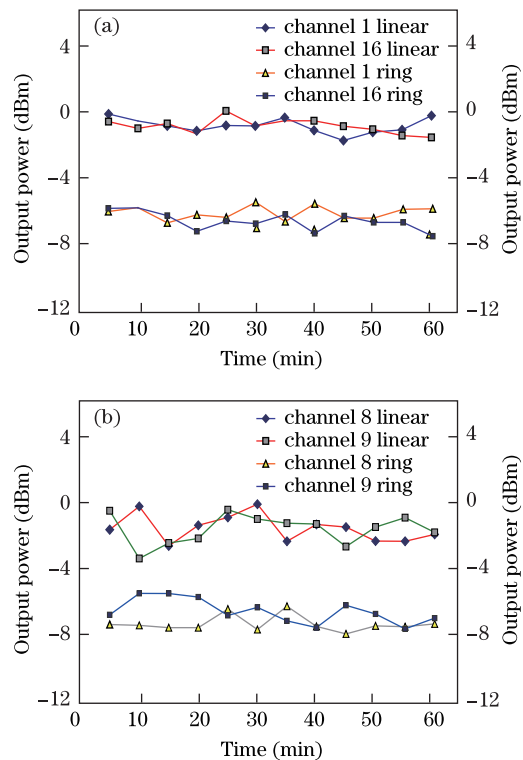 (a)
channel 1 linear
channel 16 linear
channel 1 ring
channel 16 ring
Output power (dBm)
4
0
−4
−8
−12
4
0
−4
−8
−12
Output power (dBm)
0
10
20
30
40
50
60
Time (min)
(b)
channel 8 linear
channel 9 linear
channel 8 ring
channel 9 ring
Output power (dBm)
4
0
−4
−8
−12
4
0
−4
−8
−12
Output power (dBm)
0
10
20
30
40
50
60
Time (min)